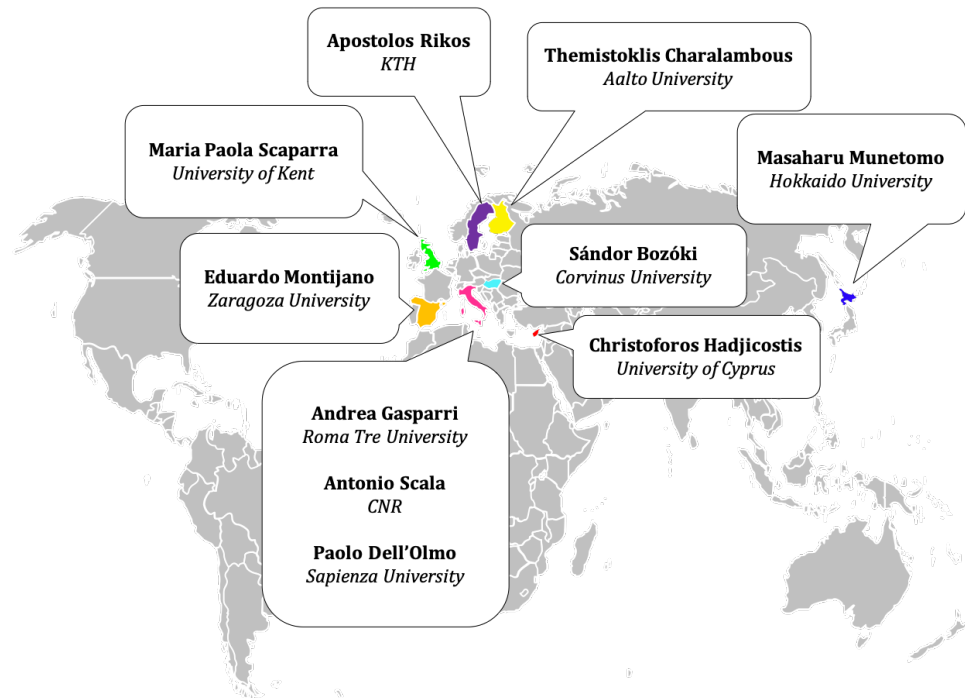 Apostolos Rikos
KTH
Themistoklis Charalambous
Aalto University
Maria Paola Scaparra
University of Kent
Masaharu Munetomo
Hokkaido University
Eduardo Montijano
Zaragoza University
Sándor Bozóki
Corvinus University
Christoforos Hadjicostis
University of Cyprus
Andrea Gasparri
Roma Tre University
Antonio Scala
CNR
Paolo Dell’Olmo
Sapienza University